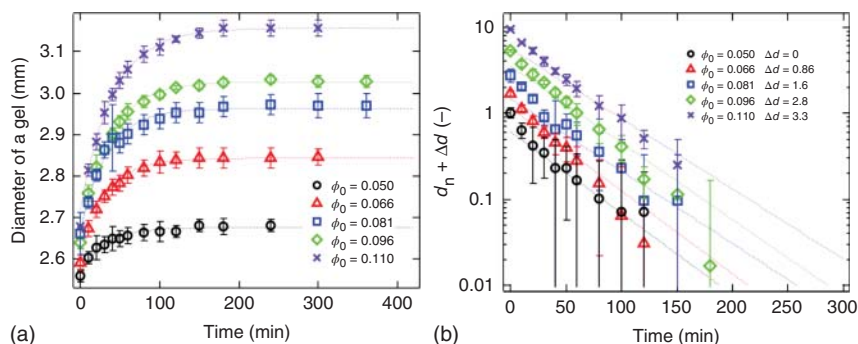 3.1
3.0
2.9
2.8
2.7
2.6
Diameter of a gel (mm)
ϕ0 = 0.050
ϕ0 = 0.066
ϕ0 = 0.081
ϕ0 = 0.096
ϕ0 = 0.110
0 100 200 300 400
Time (min)
(a)
10
1
0.1
0.01
dn + Δd (–)
ϕ0 = 0.050 Δd = 0
ϕ0 = 0.066 Δd = 0.86
ϕ0 = 0.081 Δd = 1.6
ϕ0 = 0.096 Δd = 2.8
ϕ0 = 0.110 Δd = 3.3
0 50 100 150 200 250 300
Time (min)
(b)